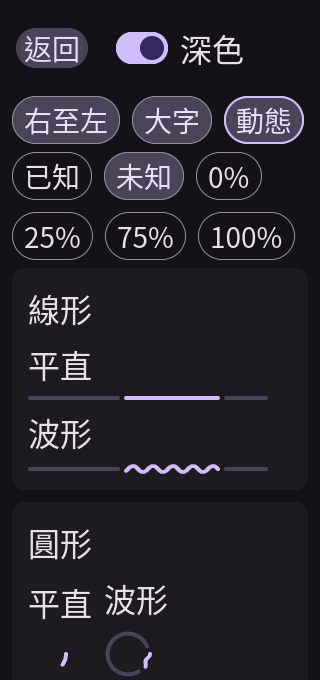 返回 深色
右至左 大字 動態
已知 未知 0%
25% 75% 100%
線形
平直
波形
圓形
平直 波形